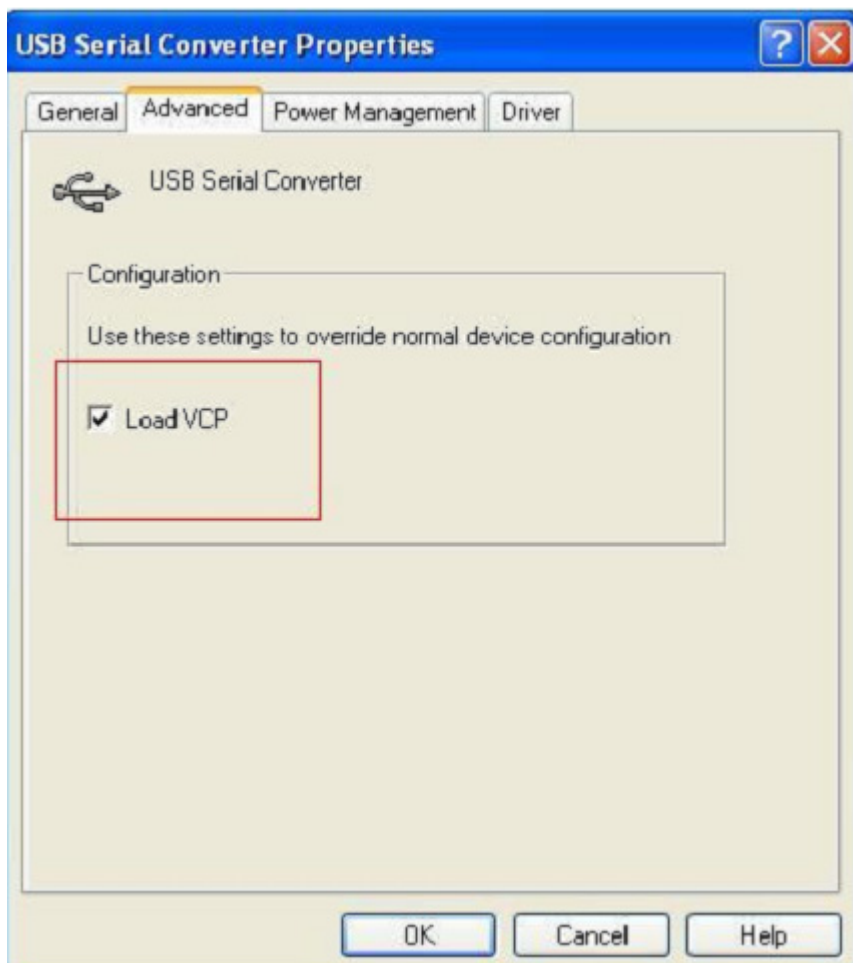 USB Serial Converter Properties
General Advanced Power Management Driver
USB Serial Converter
Configuration
Use these settings to override normal device configuration
Load VCP
OK Cancel Help